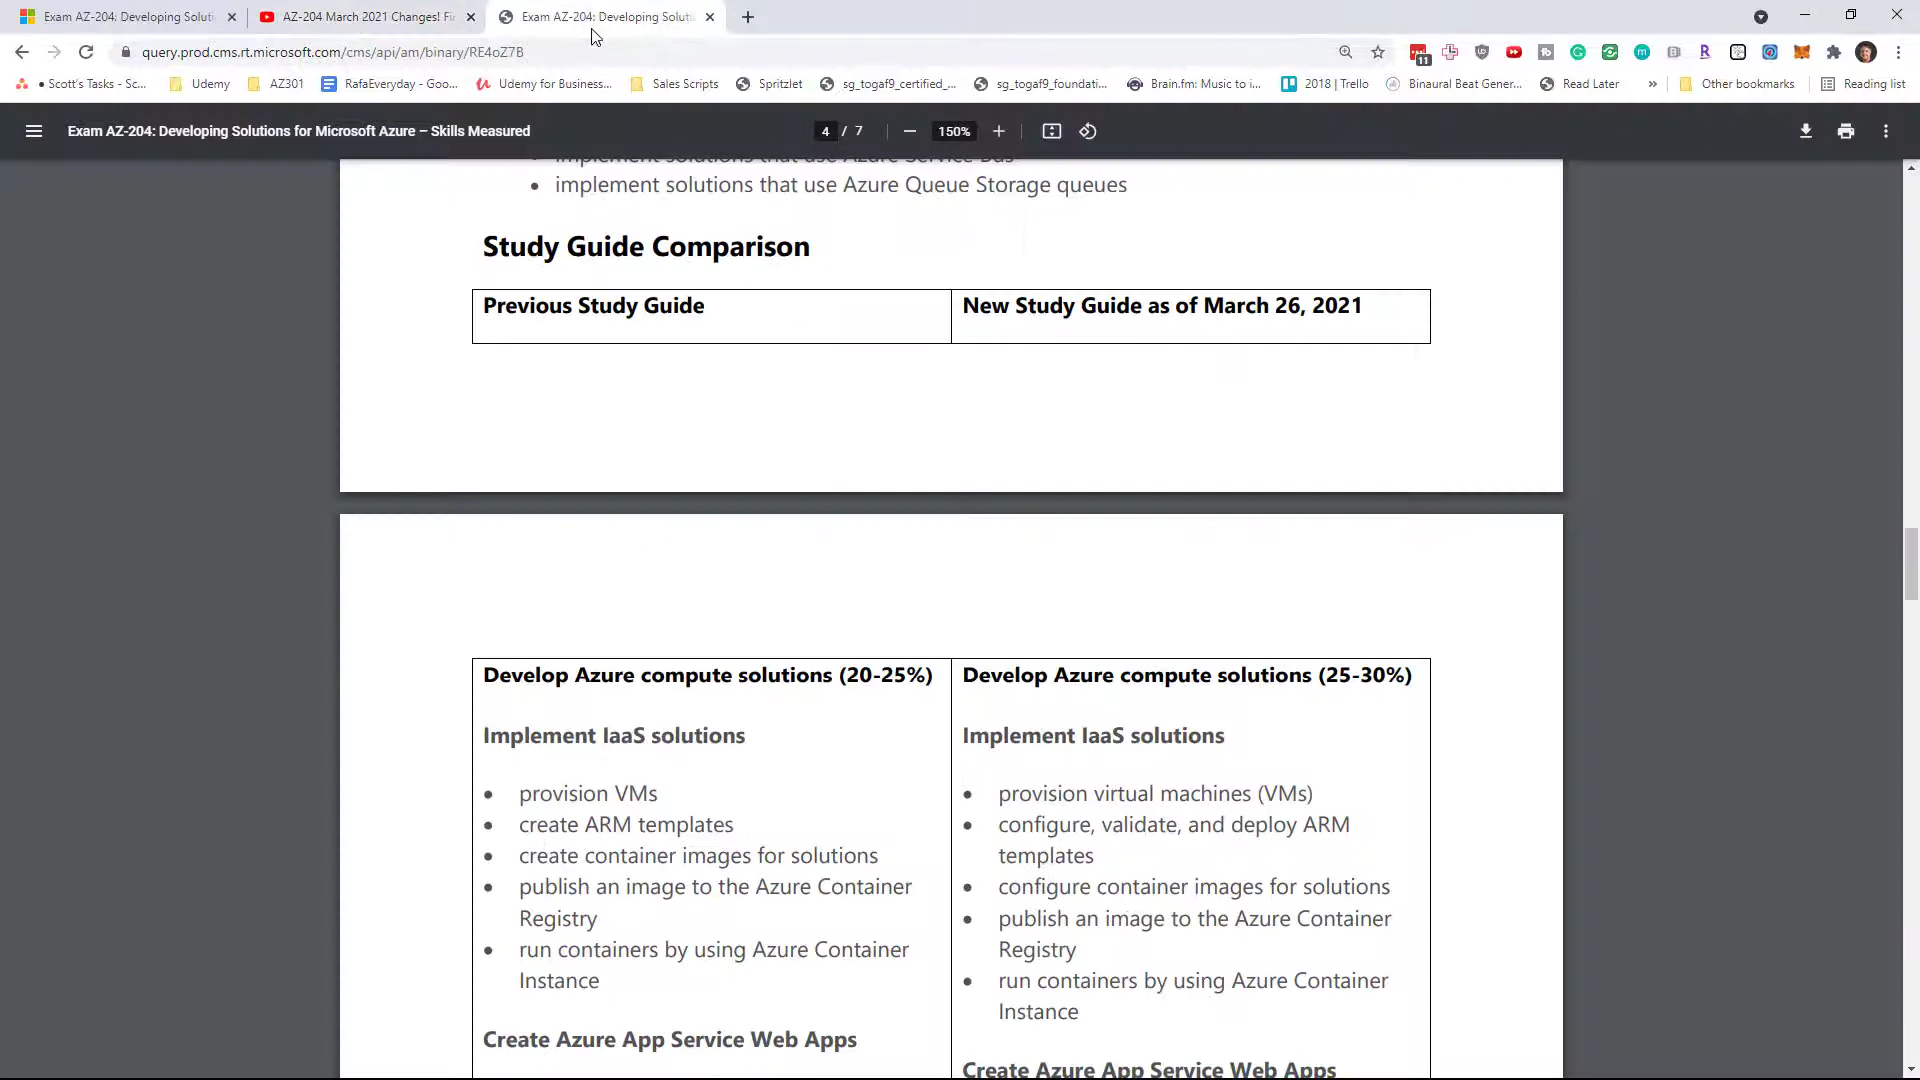 Exam AZ-204: Developing Soluti
AZ-204 March 2021 Changes! Fi
Exam AZ-204: Developing Soluti
query.prod.cms.rt.microsoft.com/cms/api/am/binary/RE4oZ7B
11
Scott's Tasks - Sc...
Udemy
AZ301
RafaEveryday - Goo...
Udemy for Business...
Sales Scripts
Spritzlet
sg_togaf9_certified_...
sg_togaf9_foundati...
Brain.fm: Music to i...
2018 | Trello
Binaural Beat Gener...
Read Later
»
Other bookmarks
Reading list
Exam AZ-204: Developing Solutions for Microsoft Azure – Skills Measured
4 / 7
150%
• implement solutions that use Azure Service Bus
• implement solutions that use Azure Queue Storage queues
Study Guide Comparison
Previous Study Guide
New Study Guide as of March 26, 2021
Develop Azure compute solutions (20-25%)
Implement IaaS solutions
• provision VMs
• create ARM templates
• create container images for solutions
• publish an image to the Azure Container
Registry
• run containers by using Azure Container
Instance
Create Azure App Service Web Apps
Develop Azure compute solutions (25-30%)
Implement IaaS solutions
• provision virtual machines (VMs)
• configure, validate, and deploy ARM
templates
• configure container images for solutions
• publish an image to the Azure Container
Registry
• run containers by using Azure Container
Instance
Create Azure App Service Web Apps